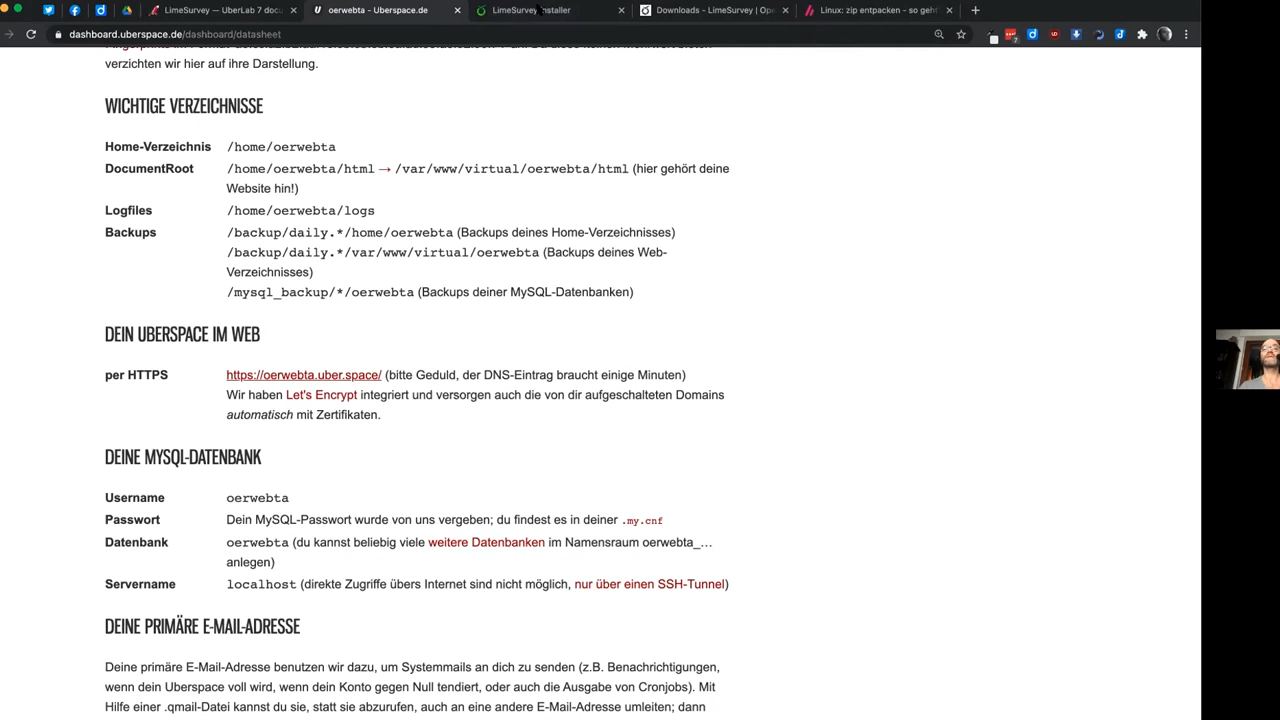 LimeSurvey — UberLab 7 docu
oerwebta - Uberspace.de
LimeSurvey Installer
Downloads - LimeSurvey | Ope
Linux: zip entpacken - so geht
dashboard.uberspace.de/dashboard/datasheet
verzichten wir hier auf ihre Darstellung.
WICHTIGE VERZEICHNISSE
Home-Verzeichnis /home/oerwebta
DocumentRoot /home/oerwebta/html → /var/www/virtual/oerwebta/html (hier gehört deine
Website hin!)
Logfiles /home/oerwebta/logs
Backups /backup/daily.*/home/oerwebta (Backups deines Home-Verzeichnisses)
/backup/daily.*/var/www/virtual/oerwebta (Backups deines Web-
Verzeichnisses)
/mysql_backup/*/oerwebta (Backups deiner MySQL-Datenbanken)
DEIN UBERSPACE IM WEB
per HTTPS https://oerwebta.uber.space/ (bitte Geduld, der DNS-Eintrag braucht einige Minuten)
Wir haben Let's Encrypt integriert und versorgen auch die von dir aufgeschalteten Domains
automatisch mit Zertifikaten.
DEINE MYSQL-DATENBANK
Username oerwebta
Passwort Dein MySQL-Passwort wurde von uns vergeben; du findest es in deiner .my.cnf
Datenbank oerwebta (du kannst beliebig viele weitere Datenbanken im Namensraum oerwebta_…
anlegen)
Servername localhost (direkte Zugriffe übers Internet sind nicht möglich, nur über einen SSH-Tunnel)
DEINE PRIMÄRE E-MAIL-ADRESSE
Deine primäre E-Mail-Adresse benutzen wir dazu, um Systemmails an dich zu senden (z.B. Benachrichtigungen,
wenn dein Uberspace voll wird, wenn dein Konto gegen Null tendiert, oder auch die Ausgabe von Cronjobs). Mit
Hilfe einer .qmail-Datei kannst du sie, statt sie abzurufen, auch an eine andere E-Mail-Adresse umleiten; dann